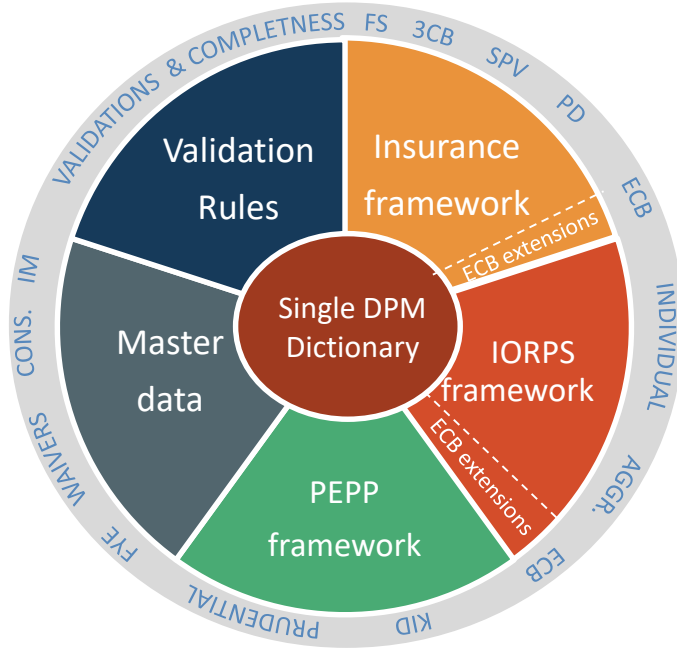 VALIDATIONS & COMPLETNESS
FS
3CB
SPV
PD
ECB
INDIVIDUAL
AGGR.
ECB
KID
PRUDENTIAL
FYE
WAIVERS
CONS.
IM
Validation
Rules
Insurance
framework
ECB extensions
Single DPM
Dictionary
IORPS
framework
ECB extensions
Master
data
PEPP
framework